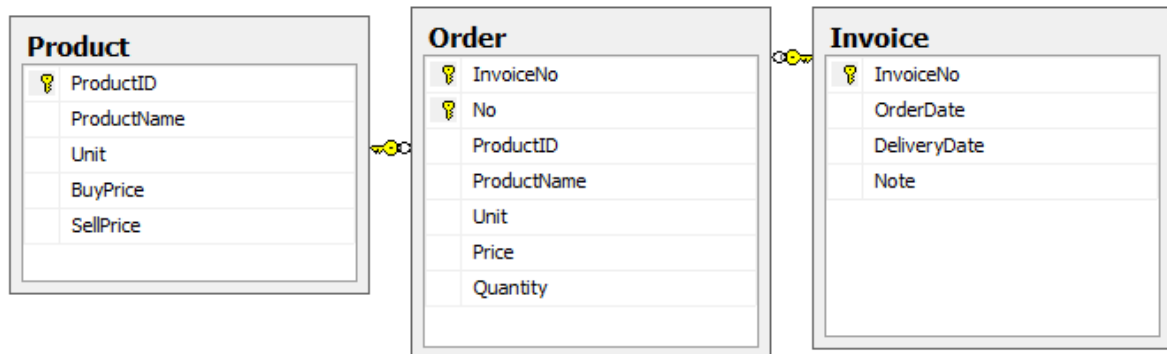 Product
ProductID
ProductName
Unit
BuyPrice
SellPrice
Order
InvoiceNo
No
ProductID
ProductName
Unit
Price
Quantity
Invoice
InvoiceNo
OrderDate
DeliveryDate
Note